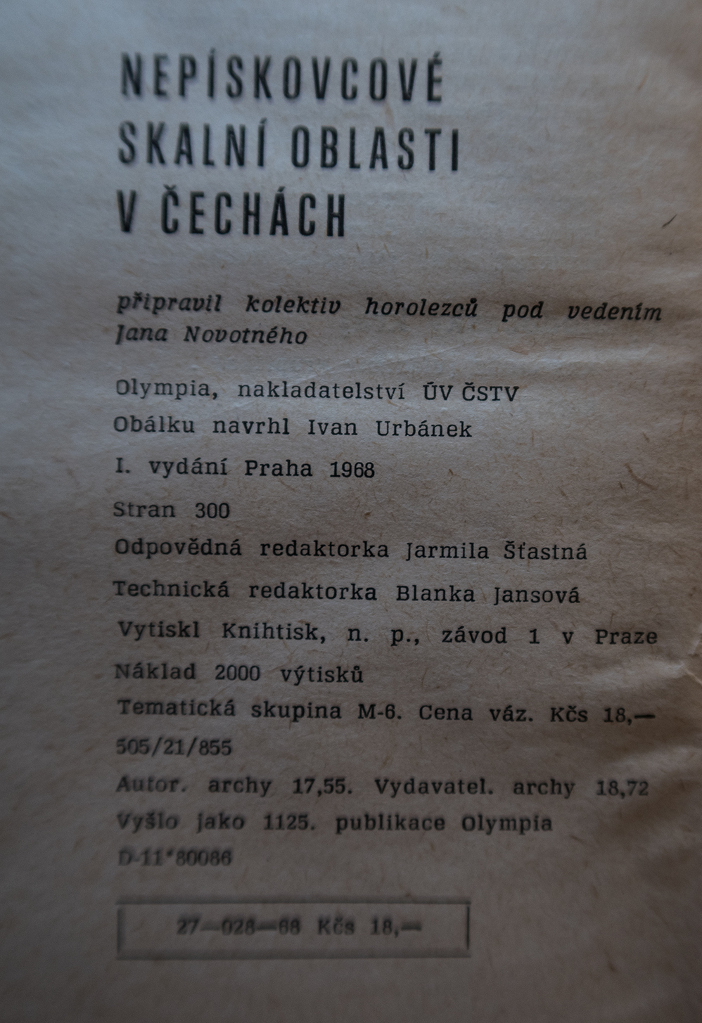 NEPÍSKOVCOVÉ
SKALNÍ OBLASTI
V ČECHÁCH
připravil kolektiv horolezců pod vedením
Jana Novotného
Olympia, nakladatelství ÚV ČSTV
Obálku navrhl Ivan Urbánek
I. vydání Praha 1968
Stran 300
Odpovědná redaktorka Jarmila Šťastná
Technická redaktorka Blanka Jansová
Vytiskl Knihtisk, n. p., závod 1 v Praze
Náklad 2000 výtisků
Tematická skupina M-6. Cena váz. Kčs 18,—
505/21/855
Autor. archy 17,55. Vydavatel. archy 18,72
Vyšlo jako 1125. publikace Olympia
D-11*80086
27—028—68 Kčs 18,—